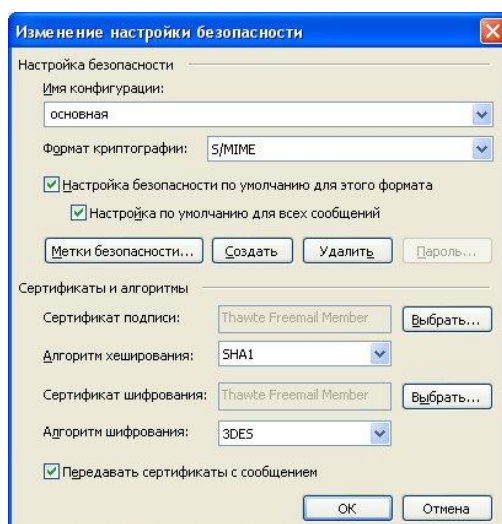 Изменение настройки безопасности
Настройка безопасности
Имя конфигурации:
основная
Формат криптографии: S/MIME
Настройка безопасности по умолчанию для этого формата
Настройка по умолчанию для всех сообщений
Метки безопасности... Создать Удалить Пароль...
Сертификаты и алгоритмы
Сертификат подписи: Thawte Freemail Member Выбрать...
Алгоритм хеширования: SHA1
Сертификат шифрования: Thawte Freemail Member Выбрать...
Алгоритм шифрования: 3DES
Передавать сертификаты с сообщением
ОК Отмена